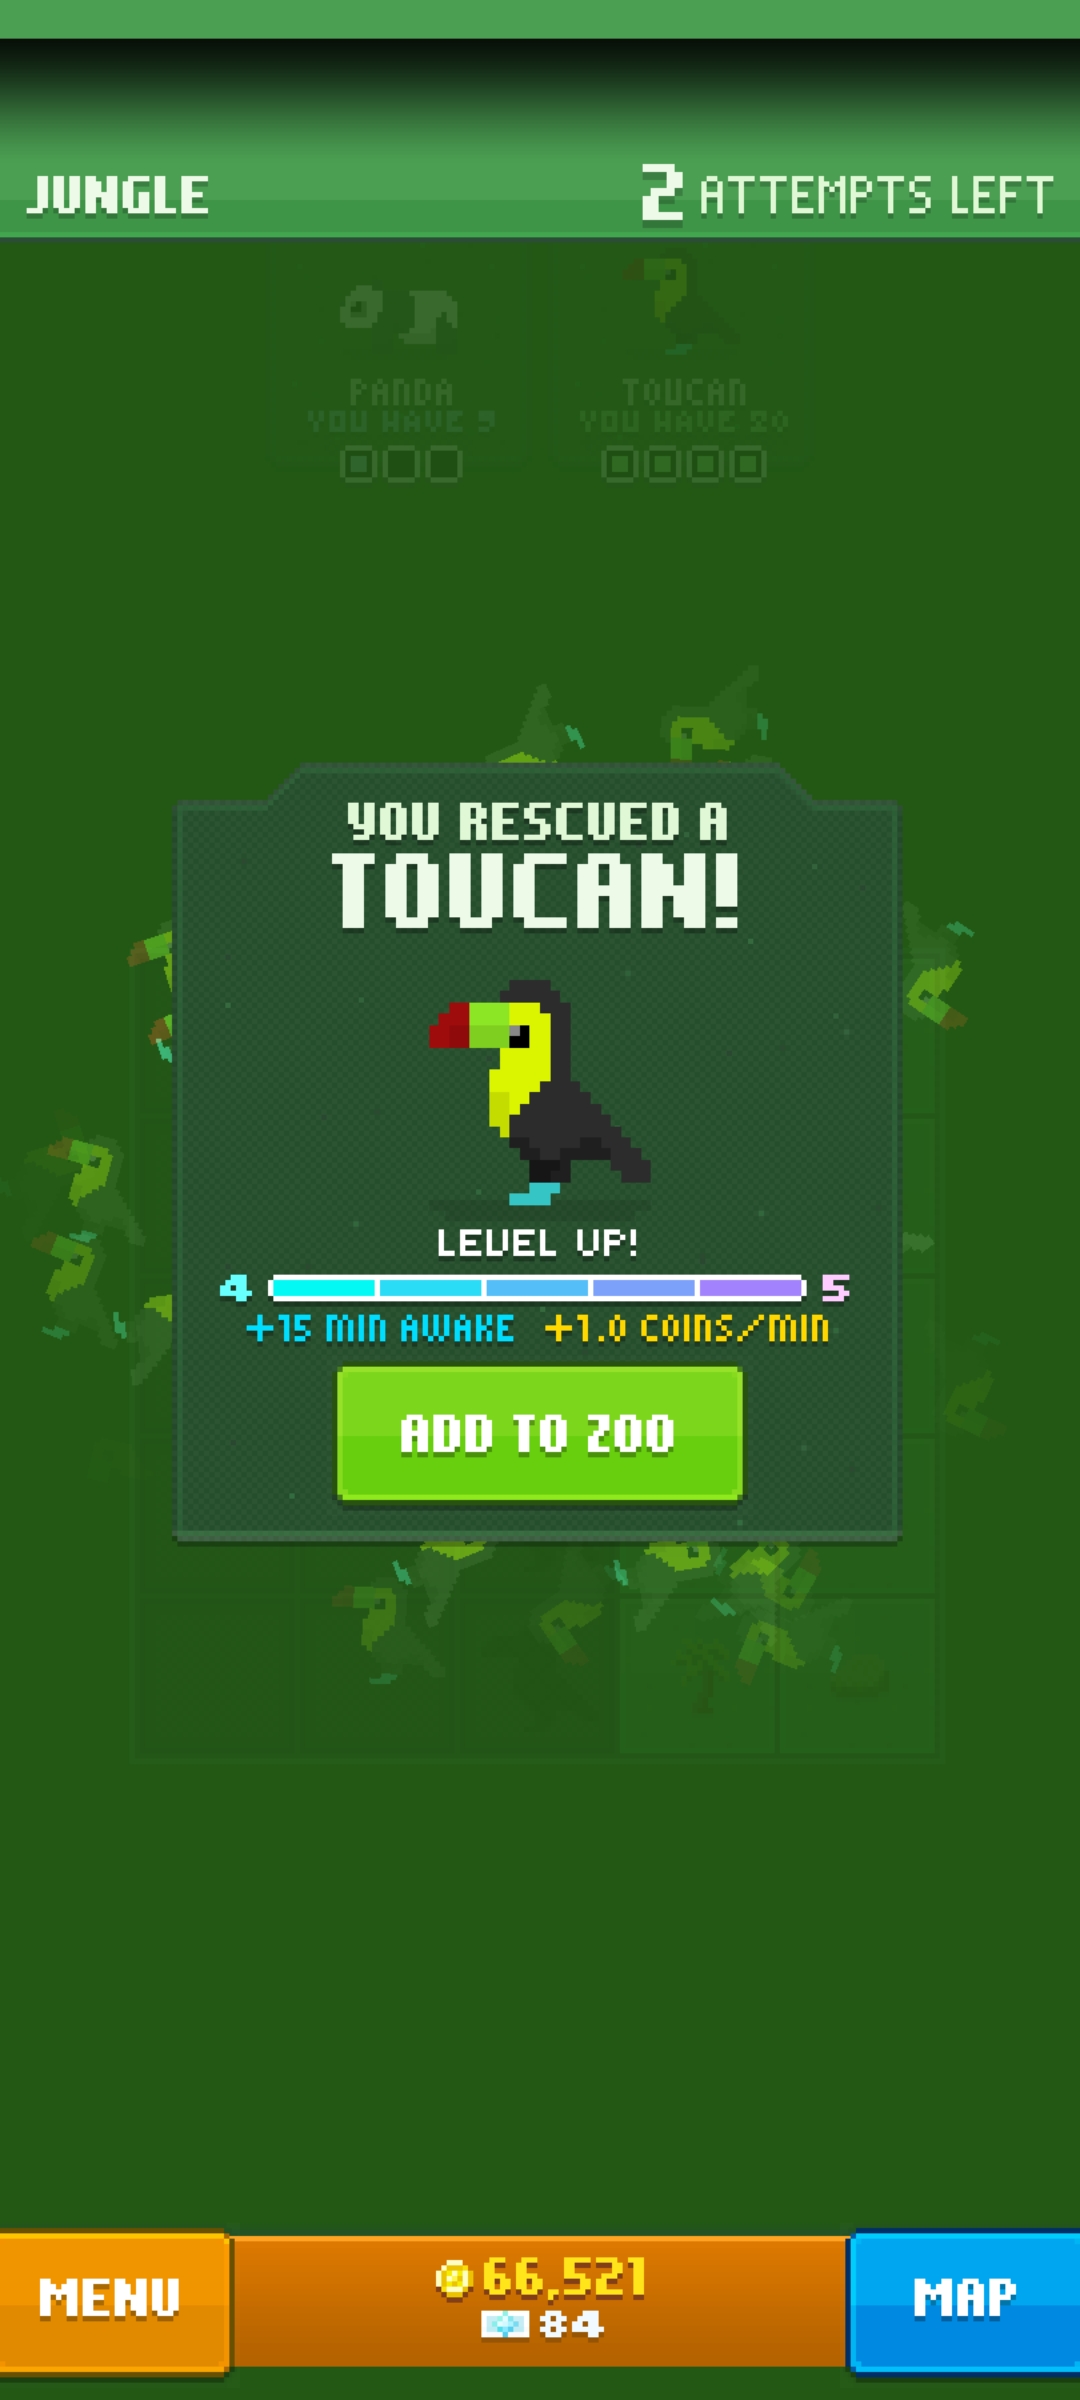 JUNGLE
2 ATTEMPTS LEFT
PANDA
YOU HAVE 9
TOUCAN
YOU HAVE 20
YOU RESCUED A
TOUCAN!
LEVEL UP!
4 5
+15 MIN AWAKE +1.0 COINS/MIN
ADD TO ZOO
MENU
66,521
84
MAP